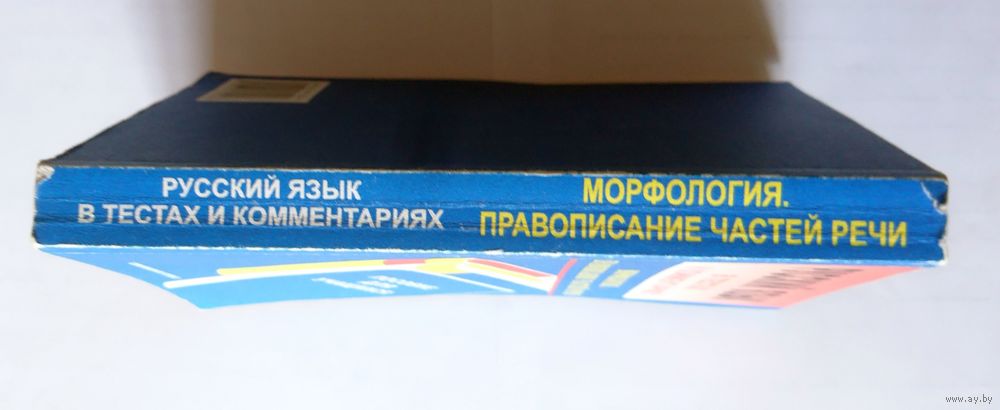 РУССКИЙ ЯЗЫК
В ТЕСТАХ И КОММЕНТАРИЯХ
МОРФОЛОГИЯ.
ПРАВОПИСАНИЕ ЧАСТЕЙ РЕЧИ
www.ay.by